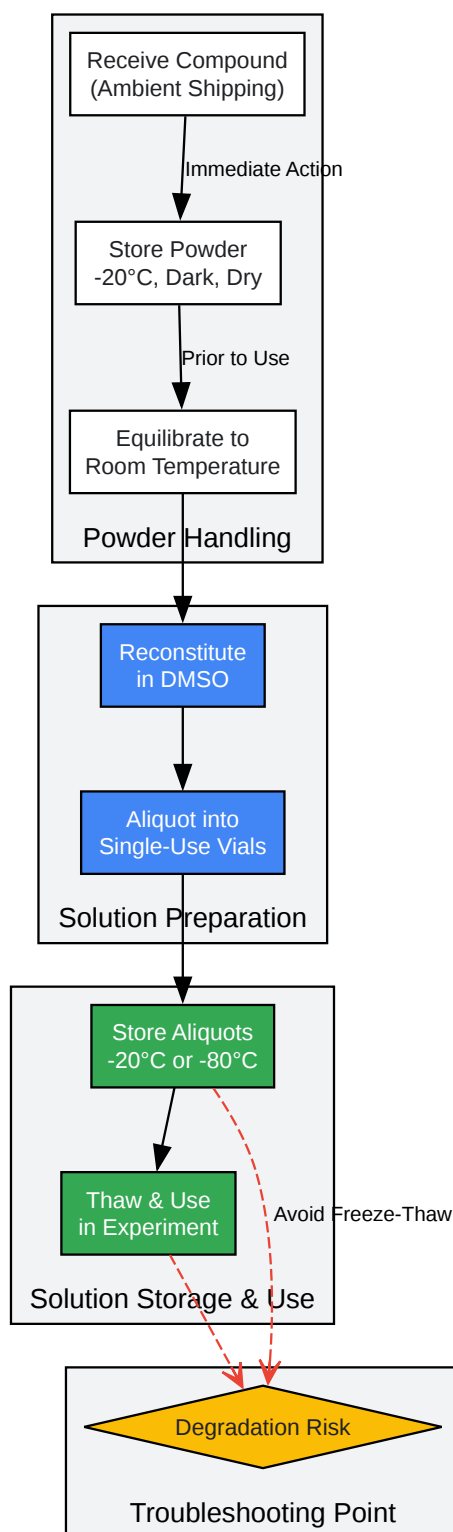 Receive Compound
(Ambient Shipping)
Immediate Action
Store Powder
-20°C, Dark, Dry
Prior to Use
Equilibrate to
Room Temperature
Powder Handling
Reconstitute
in DMSO
Aliquot into
Single-Use Vials
Solution Preparation
Store Aliquots
-20°C or -80°C
Thaw & Use
in Experiment
Avoid Freeze-Thaw
Solution Storage & Use
Degradation Risk
Troubleshooting Point